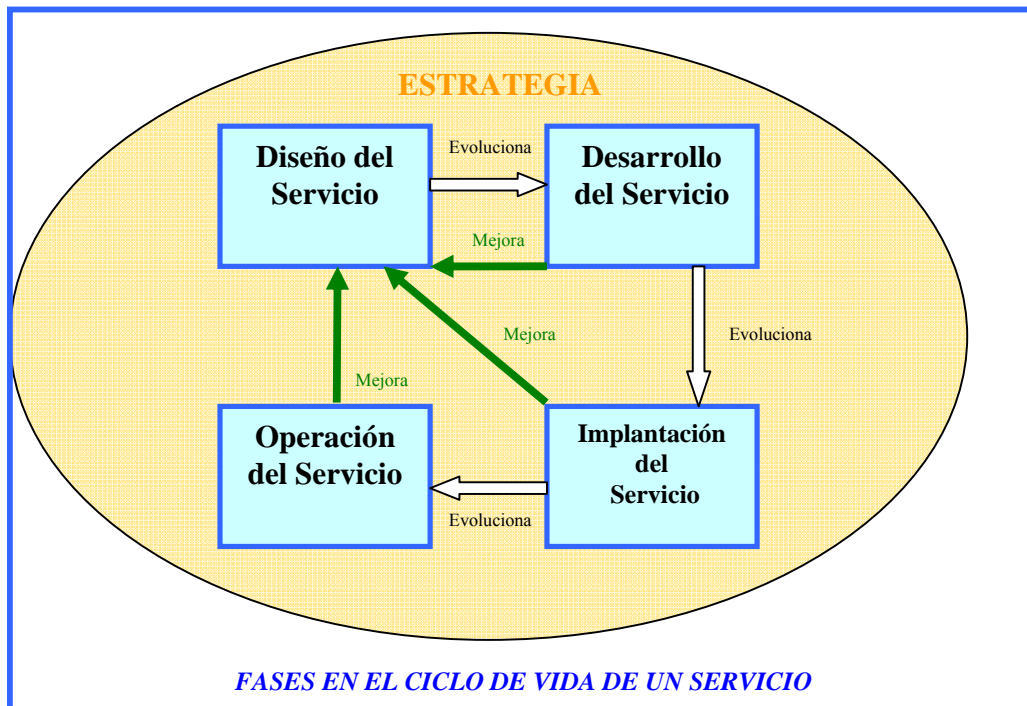 ESTRATEGIA
Diseño del
Servicio
Evoluciona
Desarrollo
del Servicio
Mejora
Evoluciona
Mejora
Mejora
Operación
del Servicio
Implantación
del
Servicio
Evoluciona
FASES EN EL CICLO DE VIDA DE UN SERVICIO